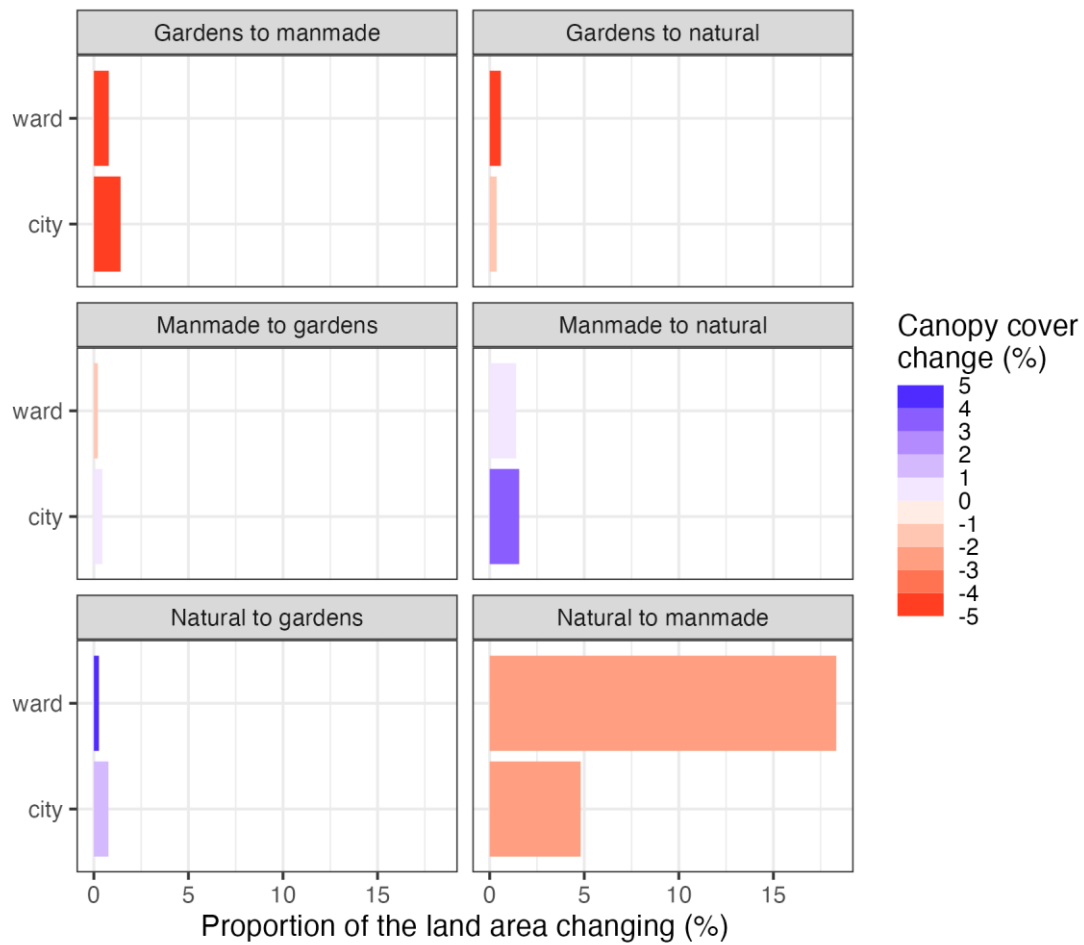 Gardens to manmade
Gardens to natural
ward
city
Manmade to gardens
Manmade to natural
ward
city
Natural to gardens
Natural to manmade
ward
city
0 5 10 15
0 5 10 15
Proportion of the land area changing (%)
Canopy cover
change (%)
5
4
3
2
1
0
-1
-2
-3
-4
-5